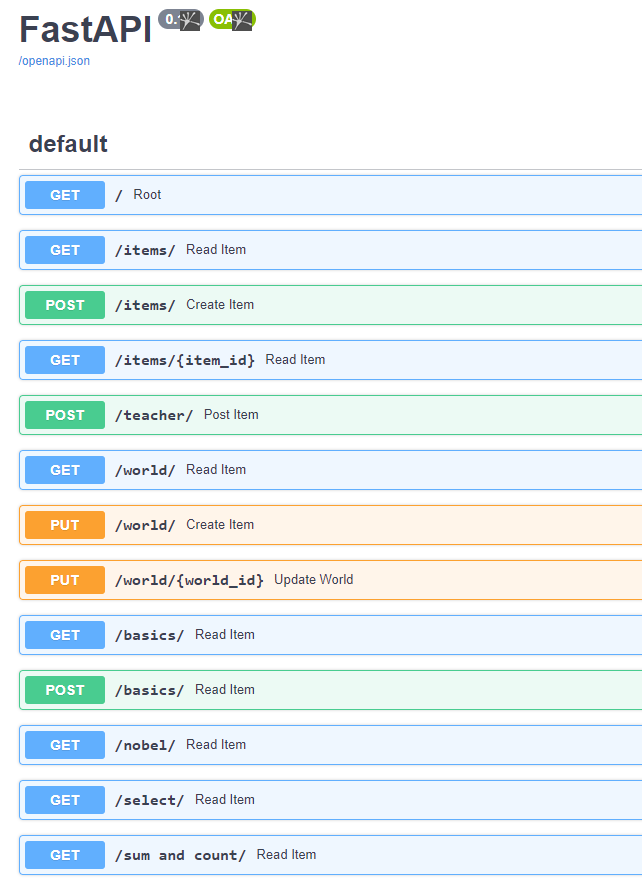 FastAPI 0. OA
/openapi.json
default
GET / Root
GET /items/ Read Item
POST /items/ Create Item
GET /items/{item_id} Read Item
POST /teacher/ Post Item
GET /world/ Read Item
PUT /world/ Create Item
PUT /world/{world_id} Update World
GET /basics/ Read Item
POST /basics/ Read Item
GET /nobel/ Read Item
GET /select/ Read Item
GET /sum and count/ Read Item